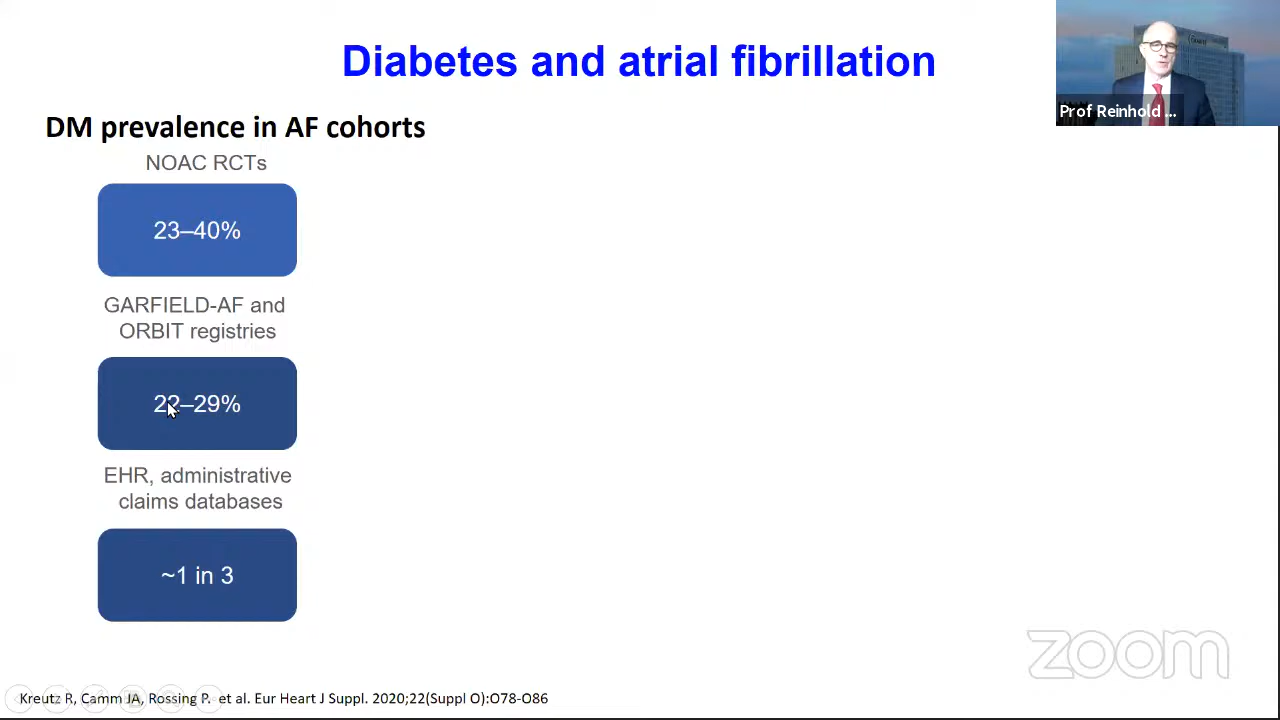 Diabetes and atrial fibrillation
Prof Reinhold ...
DM prevalence in AF cohorts
NOAC RCTs
23–40%
GARFIELD-AF and
ORBIT registries
22–29%
EHR, administrative
claims databases
~1 in 3
zoom
Kreutz R, Camm JA, Rossing P. et al. Eur Heart J Suppl. 2020;22(Suppl O):O78-O86